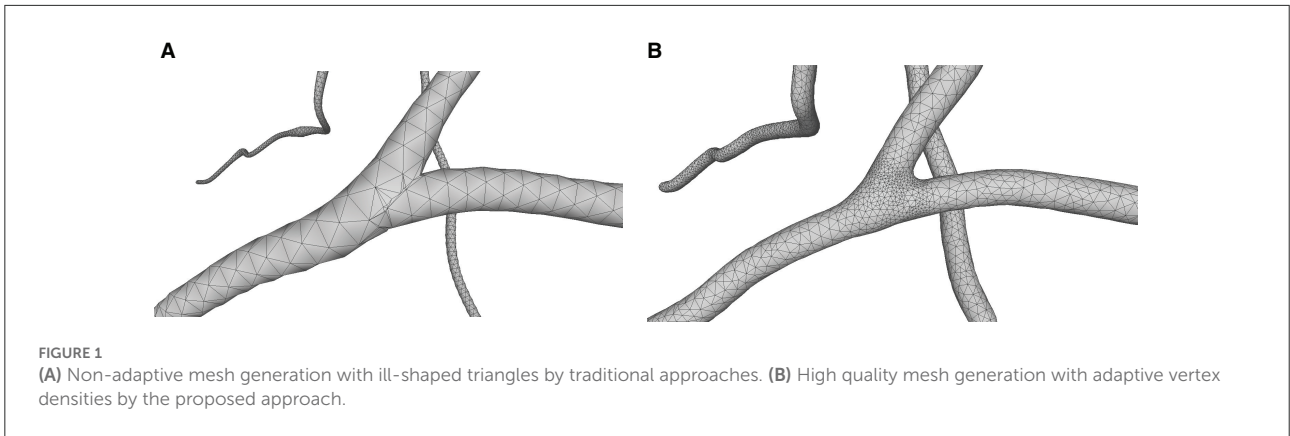 A
B
FIGURE 1
(A) Non-adaptive mesh generation with ill-shaped triangles by traditional approaches. (B) High quality mesh generation with adaptive vertex
densities by the proposed approach.